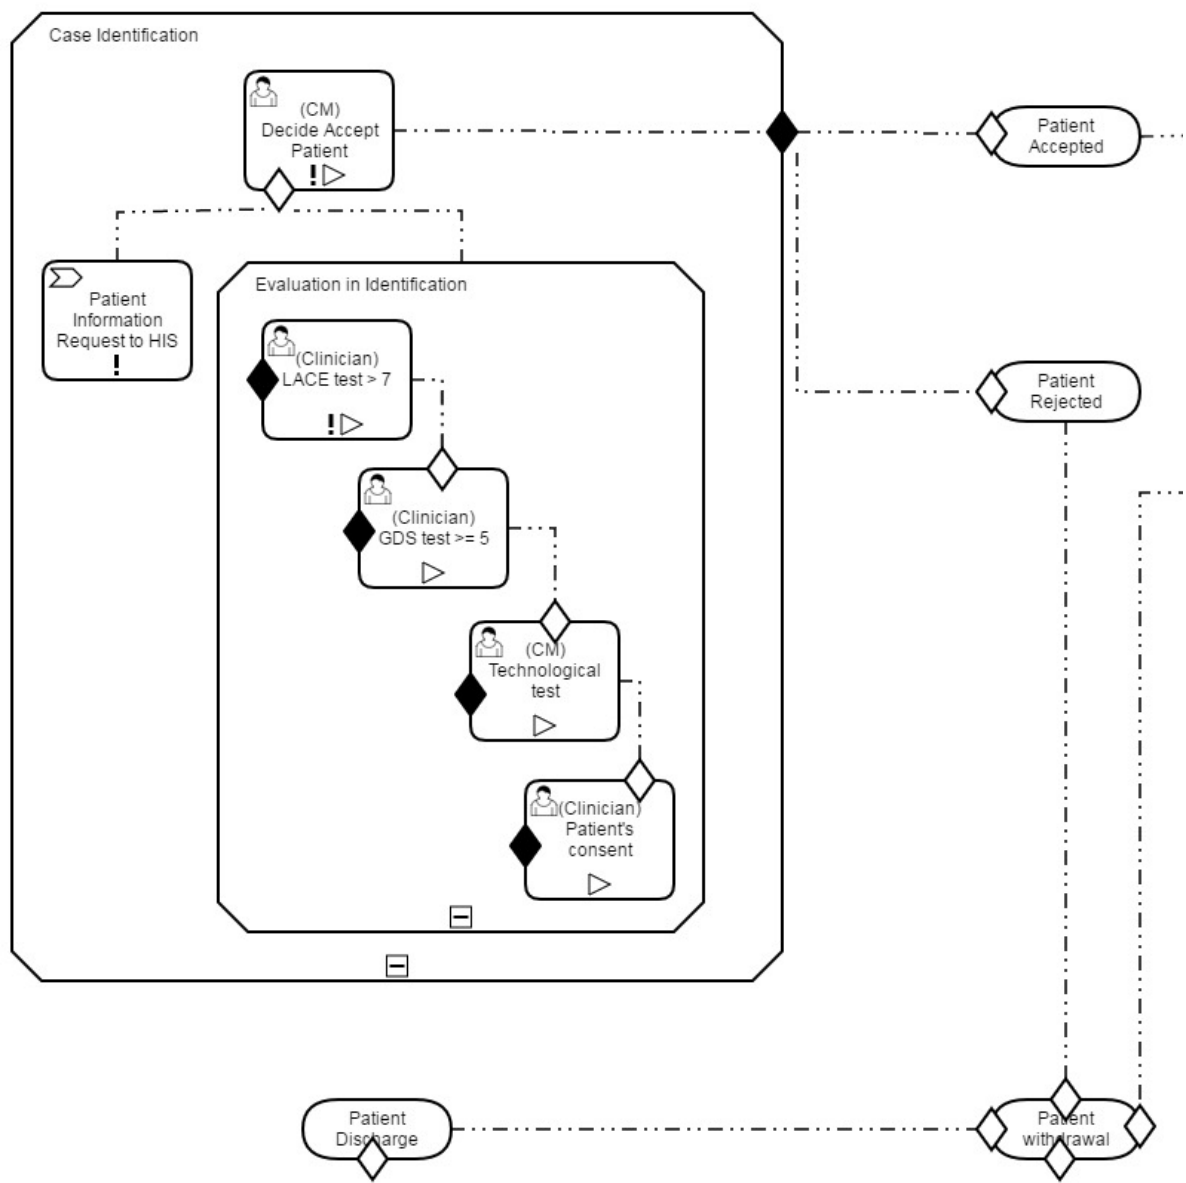 Case Identification
(CM)
Decide Accept
Patient
!
Patient
Accepted
Patient
Information
Request to HIS
!
Evaluation in Identification
(Clinician)
LACE test > 7
!
(Clinician)
GDS test >= 5
(CM)
Technological
test
(Clinician)
Patient's
consent
Patient
Rejected
Patient
Discharge
Patient
withdrawal